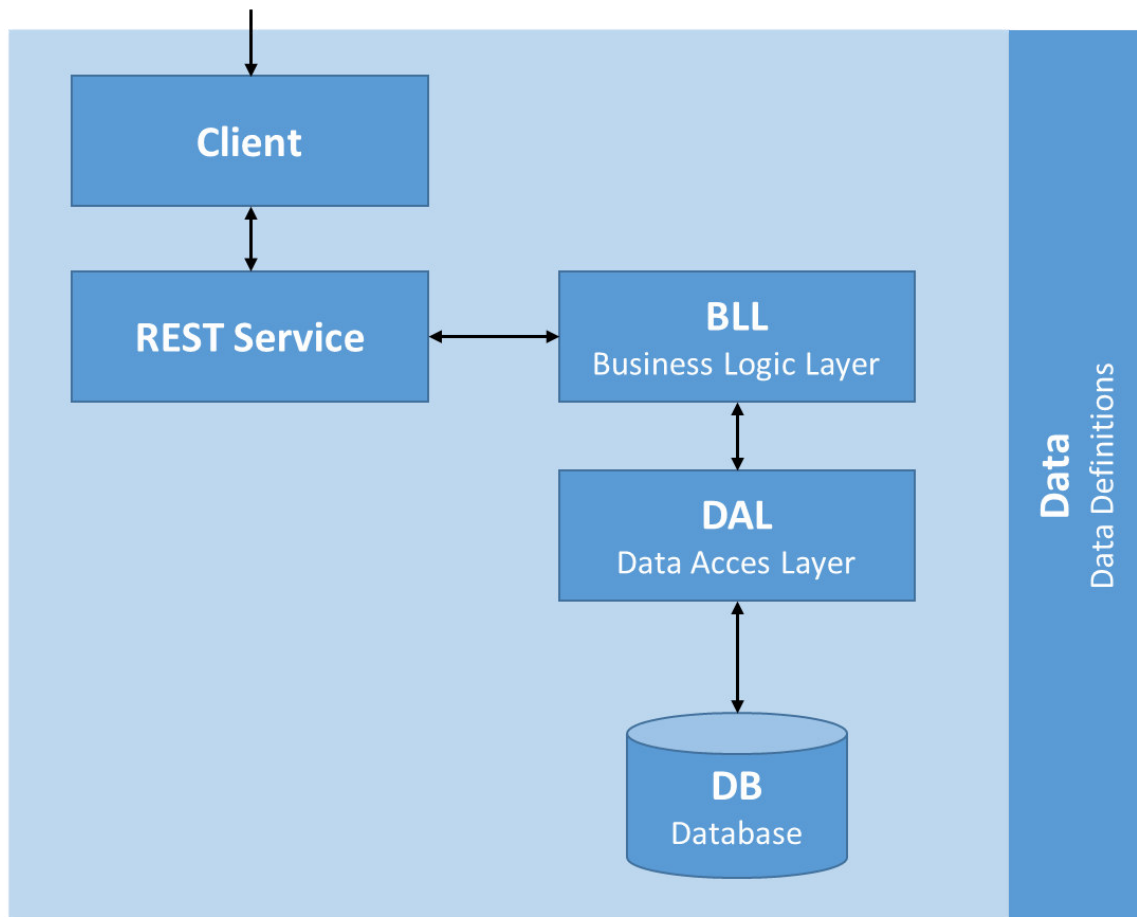 Client
REST Service
BLL
Business Logic Layer
DAL
Data Acces Layer
DB
Database
Data
Data Definitions